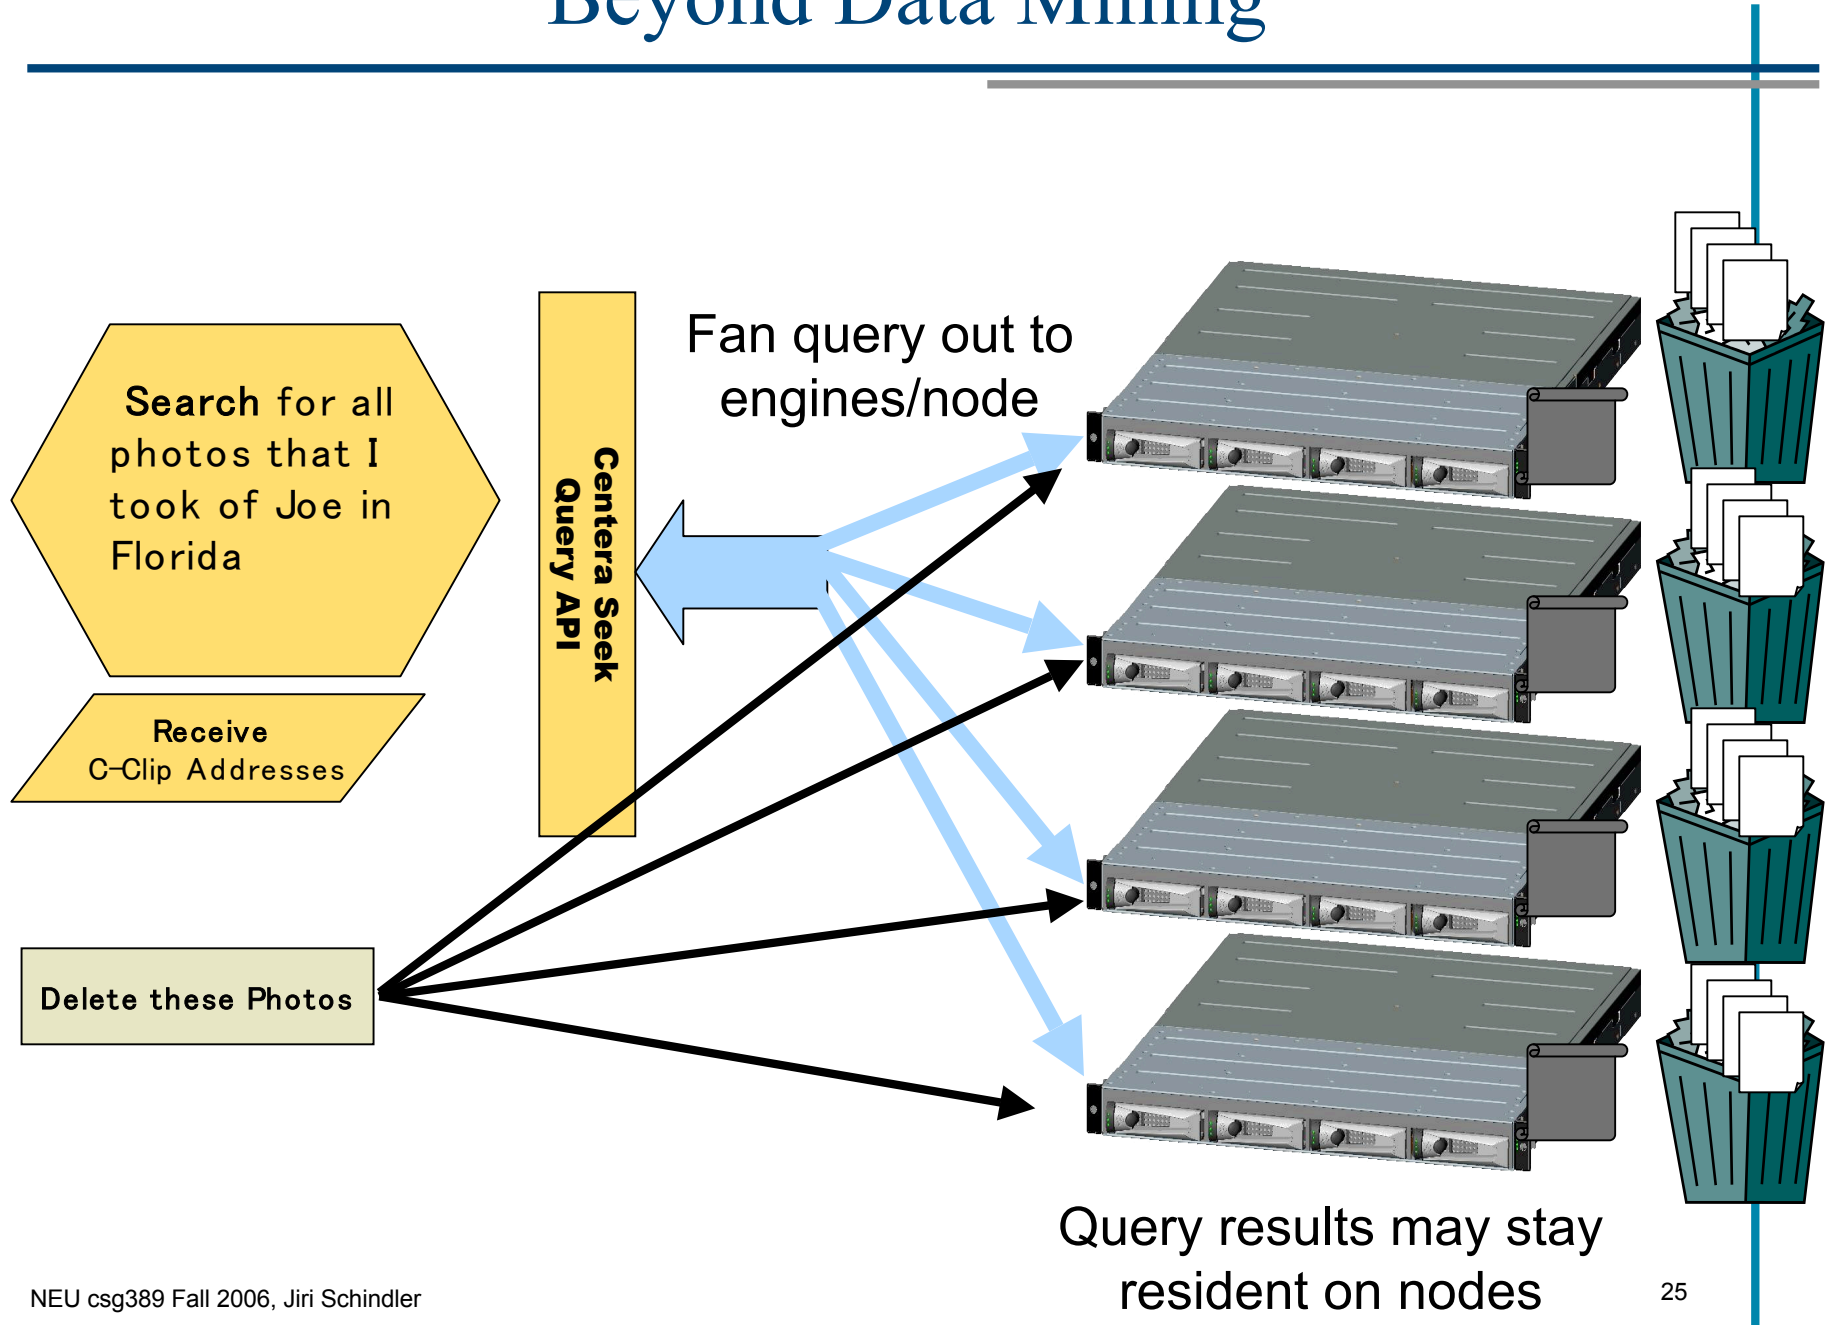 Beyond Data Mining
Search for all
photos that I
took of Joe in
Florida
Receive
C-Clip Addresses
Centera Seek
Query API
Fan query out to
engines/node
Delete these Photos
Query results may stay
resident on nodes
NEU csg389 Fall 2006, Jiri Schindler
25